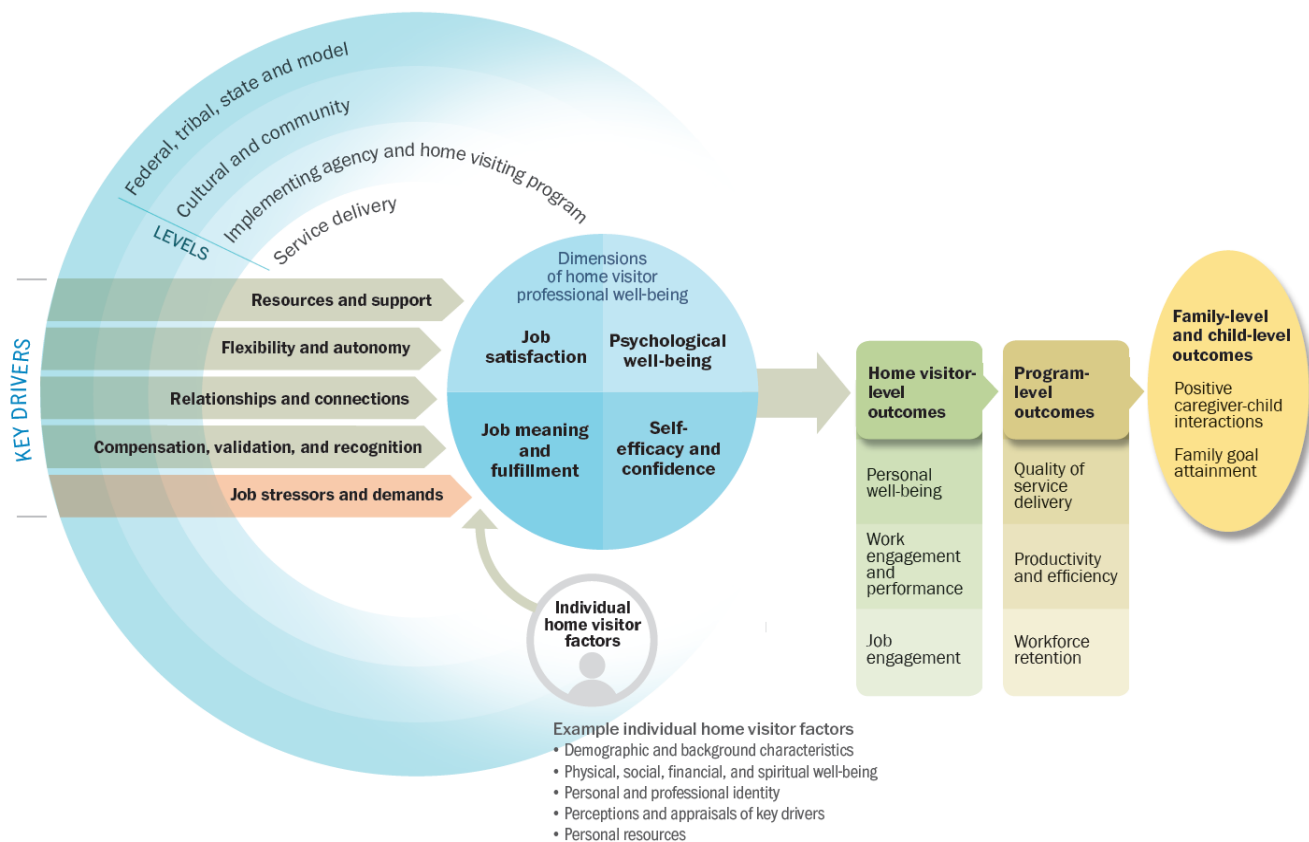 Federal, tribal, state and model
Cultural and community
Implementing agency and home visiting program
Service delivery
LEVELS
KEY DRIVERS
Resources and support
Flexibility and autonomy
Relationships and connections
Compensation, validation, and recognition
Job stressors and demands
Dimensions
of home visitor
professional well-being
Job
satisfaction
Psychological
well-being
Job meaning
and
fulfillment
Self-
efficacy and
confidence
Individual
home visitor
factors
Example individual home visitor factors
• Demographic and background characteristics
• Physical, social, financial, and spiritual well-being
• Personal and professional identity
• Perceptions and appraisals of key drivers
• Personal resources
Home visitor-
level
outcomes
Personal
well-being
Work
engagement
and
performance
Job
engagement
Program-
level
outcomes
Quality of
service
delivery
Productivity
and efficiency
Workforce
retention
Family-level
and child-level
outcomes
Positive
caregiver-child
interactions
Family goal
attainment